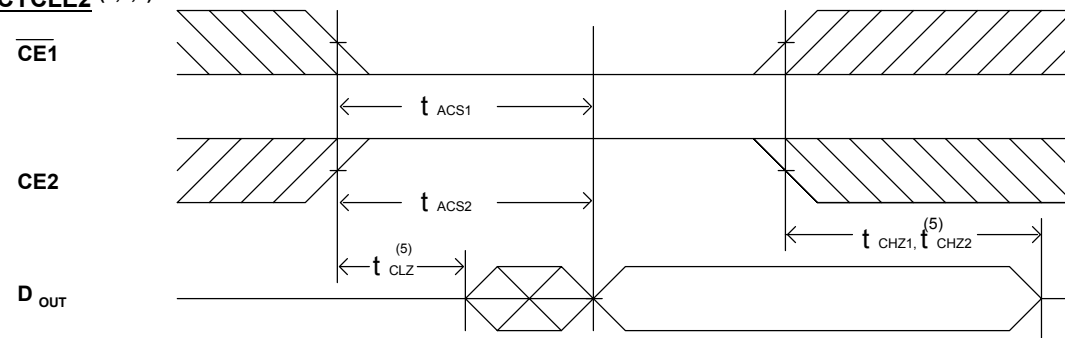 CYCLE2
CE1
t ACS1
CE2
t ACS2
t CHZ1, t CHZ2 (5)
t CLZ (5)
D OUT